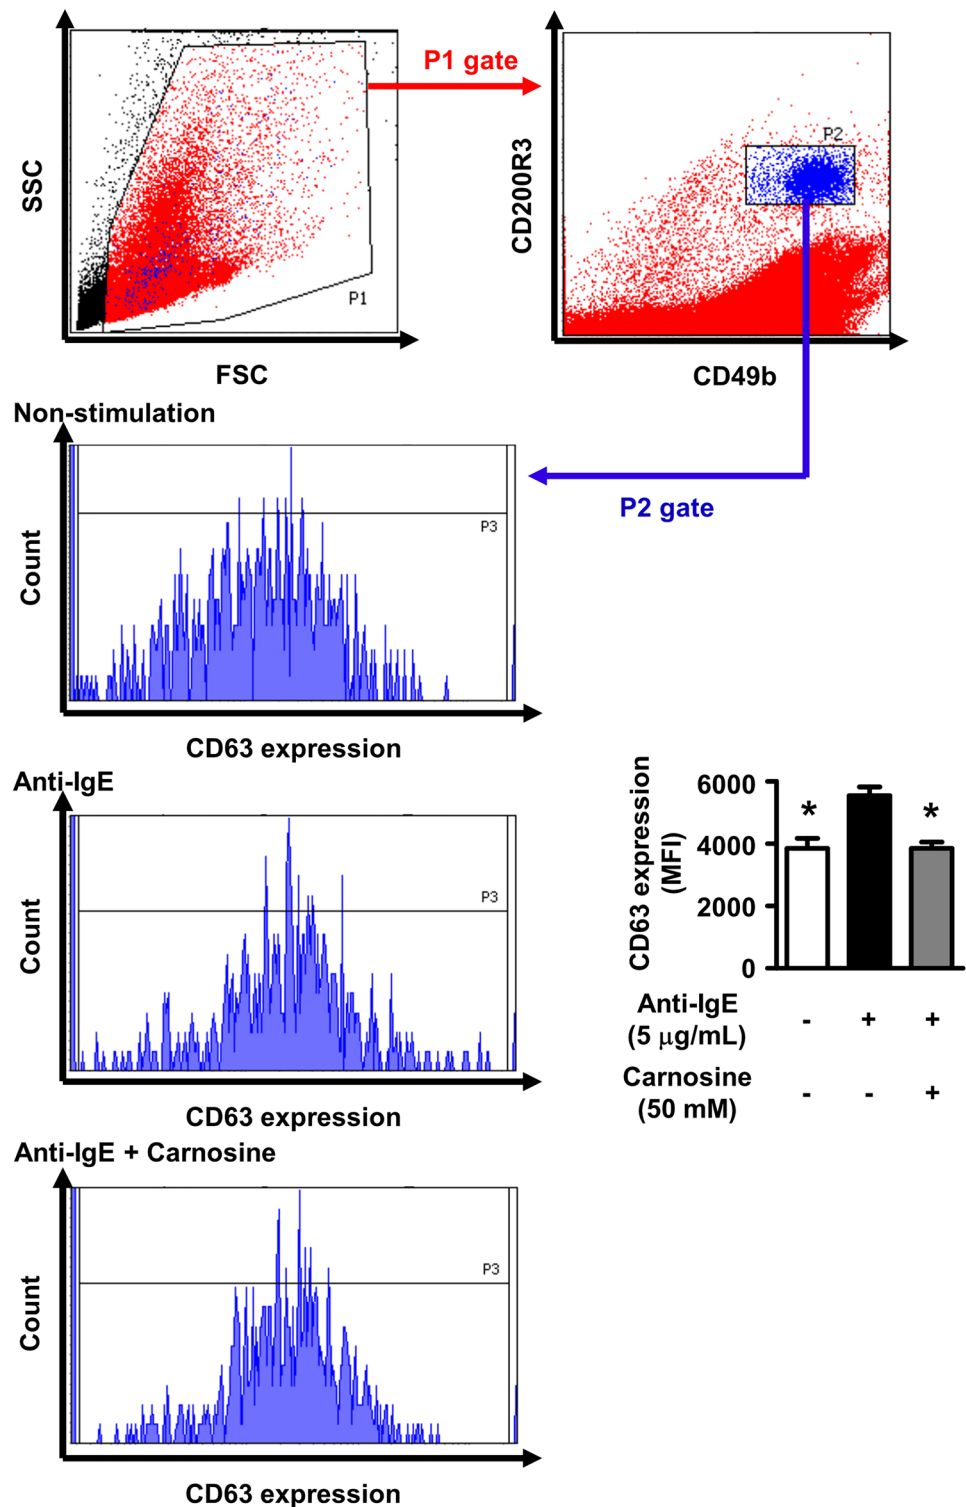 P1 gate
SSC
P1
FSC
CD200R3
P2
CD49b
P2 gate
Non-stimulation
Count
P3
CD63 expression
Anti-IgE
Count
P3
CD63 expression
Anti-IgE + Carnosine
Count
P3
CD63 expression
CD63 expression
(MFI)
6000
4000
2000
0
* *
Anti-IgE
(5 μg/mL) - + +
Carnosine
(50 mM) - - +